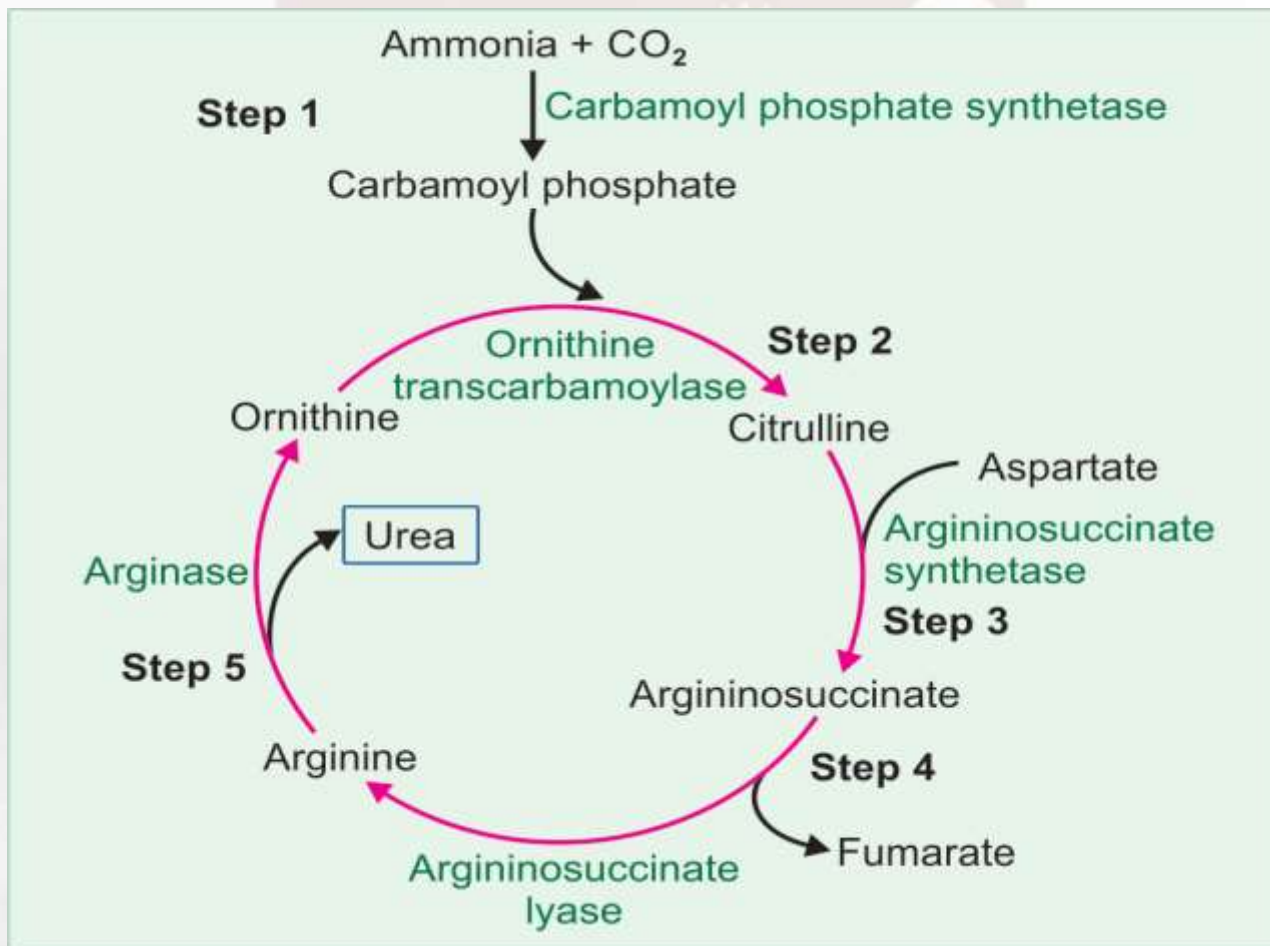 Ammonia + CO₂
Step 1
Carbamoyl phosphate synthetase
Carbamoyl phosphate
Step 2
Ornithine
transcarbamoylase
Ornithine
Citrulline
Aspartate
Urea
Argininosuccinate
synthetase
Arginase
Step 3
Step 5
Argininosuccinate
Arginine
Step 4
Fumarate
Argininosuccinate
lyase